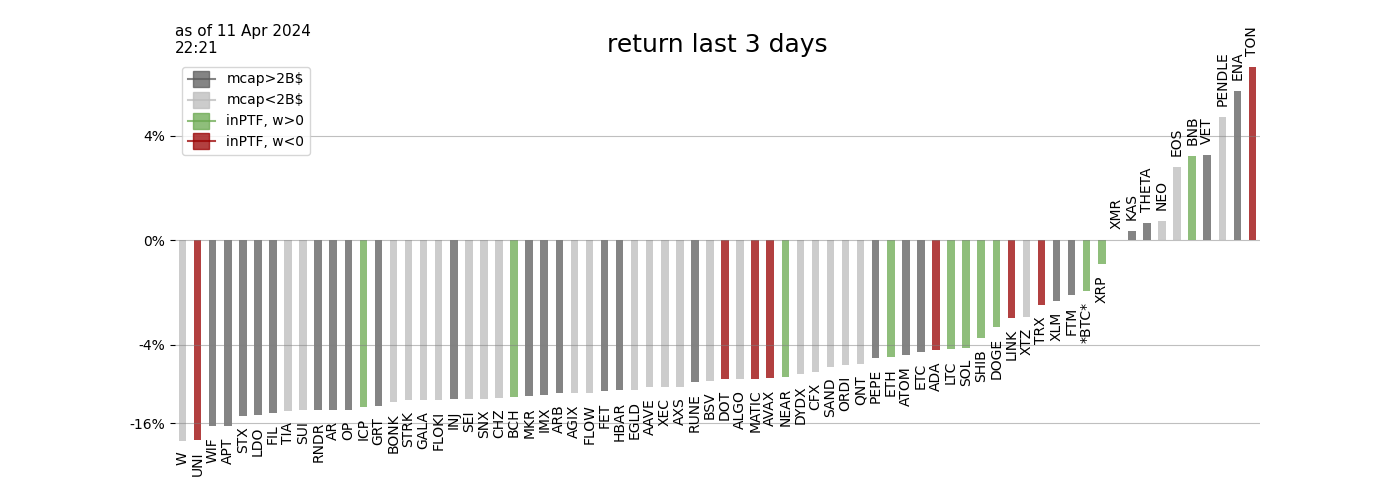 as of 11 Apr 2024
22:21
return last 3 days
mcap>2B$
mcap<2B$
inPTF, w>0
inPTF, w<0
4%
0%
-4%
-16%
W
UNI
WIF
APT
STX
LDO
FIL
TIA
SUI
RNDR
AR
OP
ICP
GRT
BONK
STRK
GALA
FLOKI
INJ
SEI
SNX
CHZ
BCH
MKR
IMX
ARB
AGIX
FLOW
FET
HBAR
EGLD
AAVE
XEC
AXS
RUNE
BSV
DOT
ALGO
MATIC
AVAX
NEAR
DYDX
CFX
SAND
ORDI
QNT
PEPE
ETH
ATOM
ETC
ADA
LTC
SOL
SHIB
DOGE
LINK
XTZ
TRX
XLM
FTM
*BTC*
XRP
XMR
KAS
THETA
NEO
EOS
BNB
VET
PENDLE
ENA
TON